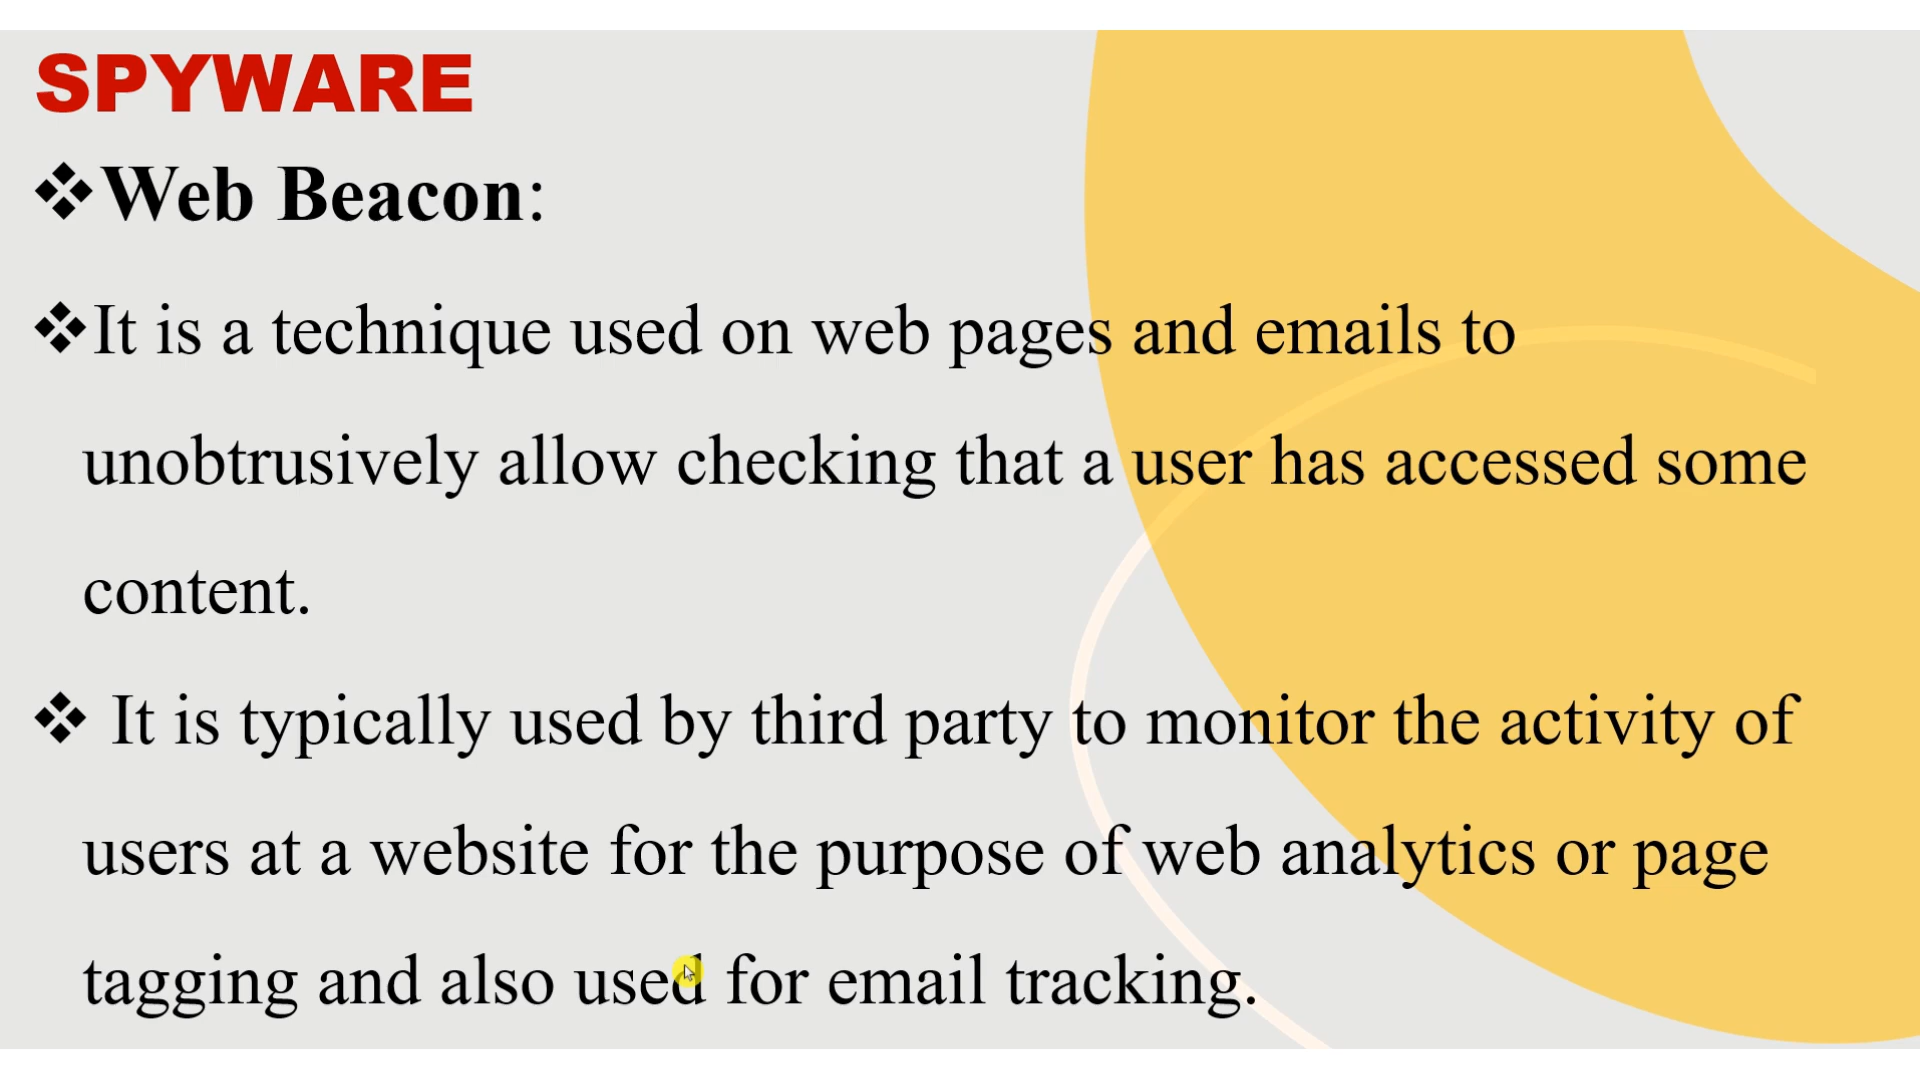 SPYWARE
❖Web Beacon:
❖It is a technique used on web pages and emails to
unobtrusively allow checking that a user has accessed some
content.
❖ It is typically used by third party to monitor the activity of
users at a website for the purpose of web analytics or page
tagging and also used for email tracking.